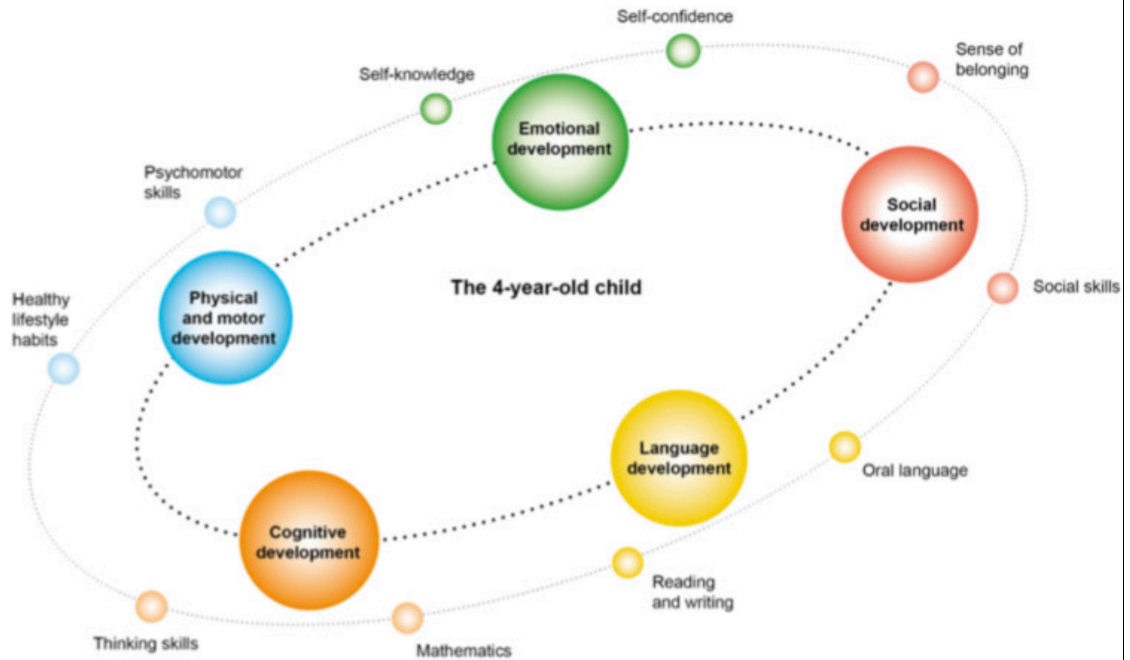 Self-confidence
Sense of
belonging
Self-knowledge
Emotional
development
Psychomotor
skills
Social
development
The 4-year-old child
Physical
and motor
development
Healthy
lifestyle
habits
Social skills
Language
development
Oral language
Cognitive
development
Reading
and writing
Thinking skills
Mathematics